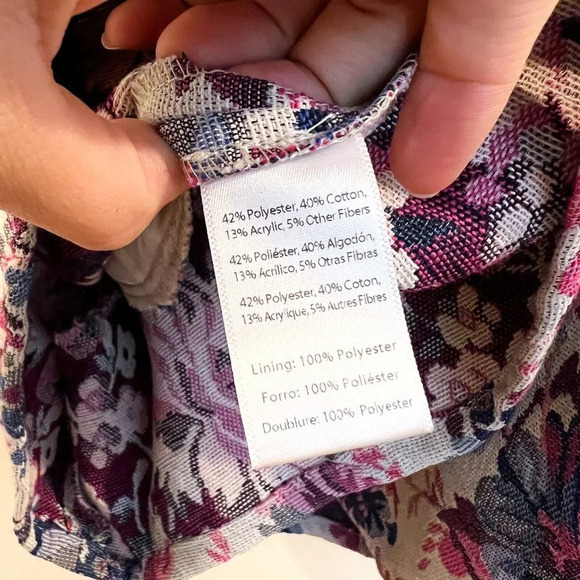 42% Polyester, 40% Cotton,
13% Acrylic, 5% Other Fibers
42% Poliéster, 40% Algodón,
13% Acrílico, 5% Otras Fibras
42% Polyester, 40% Coton,
13% Acrylique, 5% Autres Fibres
Lining: 100% Polyester
Forro: 100% Poliéster
Doublure: 100% Polyester